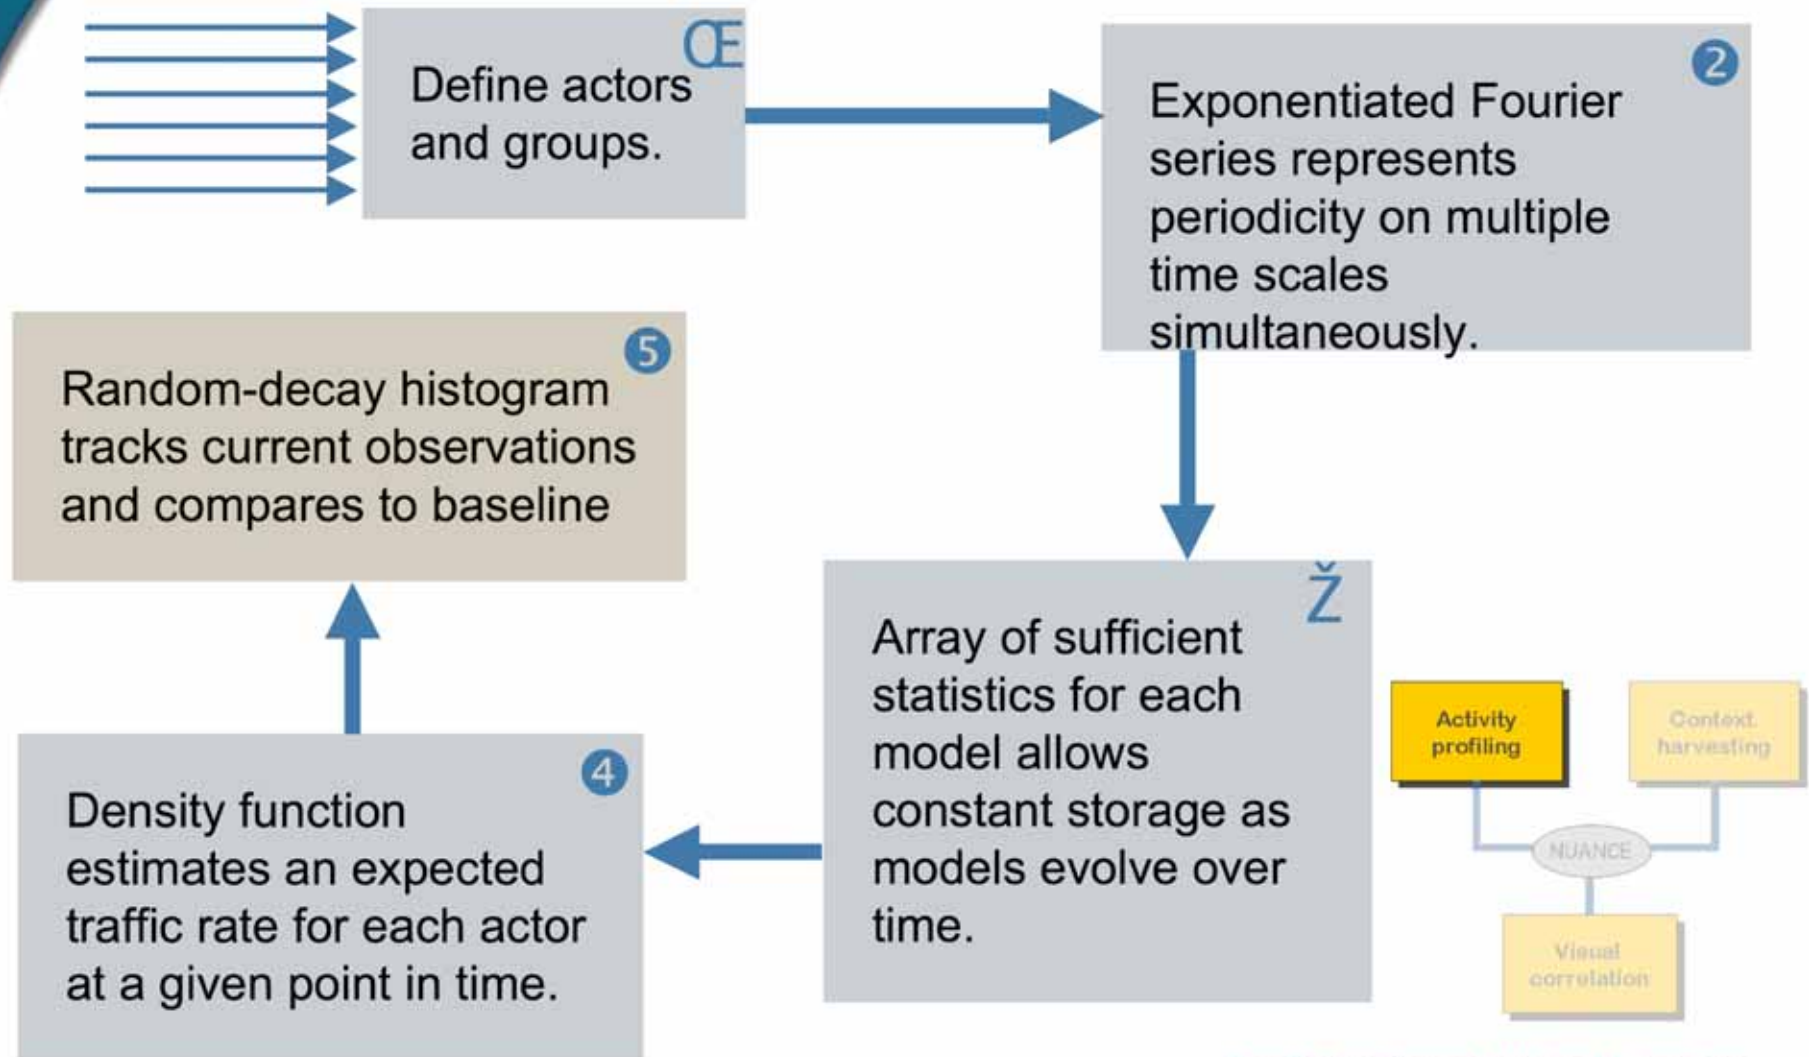 Œ
Define actors
and groups.
❷
Exponentiated Fourier
series represents
periodicity on multiple
time scales
simultaneously.
Ž
Array of sufficient
statistics for each
model allows
constant storage as
models evolve over
time.
❹
Density function
estimates an expected
traffic rate for each actor
at a given point in time.
❺
Random-decay histogram
tracks current observations
and compares to baseline
Activity
profiling
Context
harvesting
NUANCE
Visual
correlation